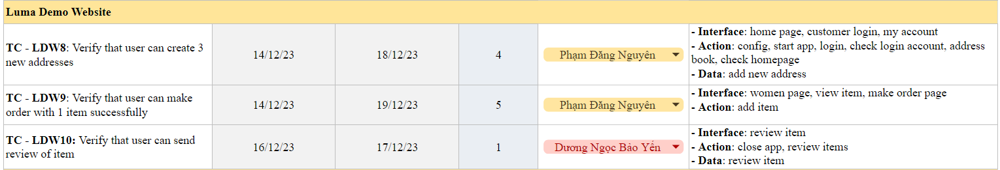 Luma Demo Website
TC - LDW8: Verify that user can create 3
new addresses
14/12/23
18/12/23
4
Phạm Đăng Nguyên
- Interface: home page, customer login, my account
- Action: config, start app, login, check login account, address
book, check homepage
- Data: add new address
TC - LDW9: Verify that user can make
order with 1 item successfully
14/12/23
19/12/23
5
Phạm Đăng Nguyên
- Interface: women page, view item, make order page
- Action: add item
TC - LDW10: Verify that user can send
review of item
16/12/23
17/12/23
1
Dương Ngọc Bảo Yến
- Interface: review item
- Action: close app, review items
- Data: review item